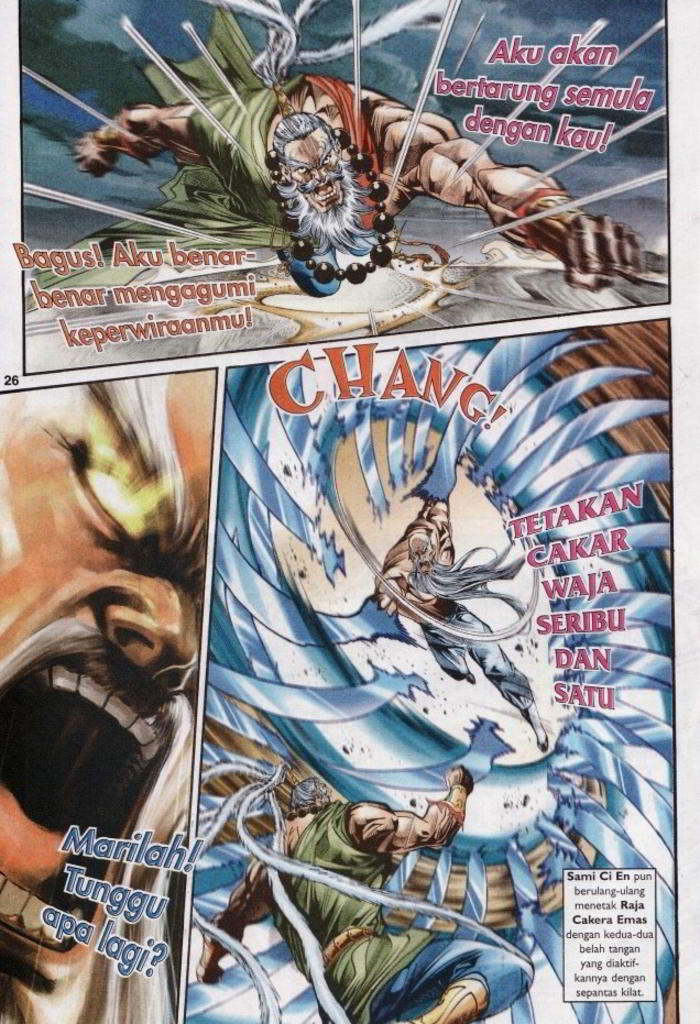 Aku akan
bertarung semula
dengan kau!
Bagus! Aku benar-
benar mengagumi
keperwiraanmu!
26
CHANG!
TETAKAN
CAKAR
WAJA
SERIBU
DAN
SATU
Marilah!
Tunggu
apa lagi?
Sami Ci En pun
berulang-ulang
menetak Raja
Cakera Emas
dengan kedua-dua
belah tangan
yang diaktif-
kannya dengan
sepantas kilat.